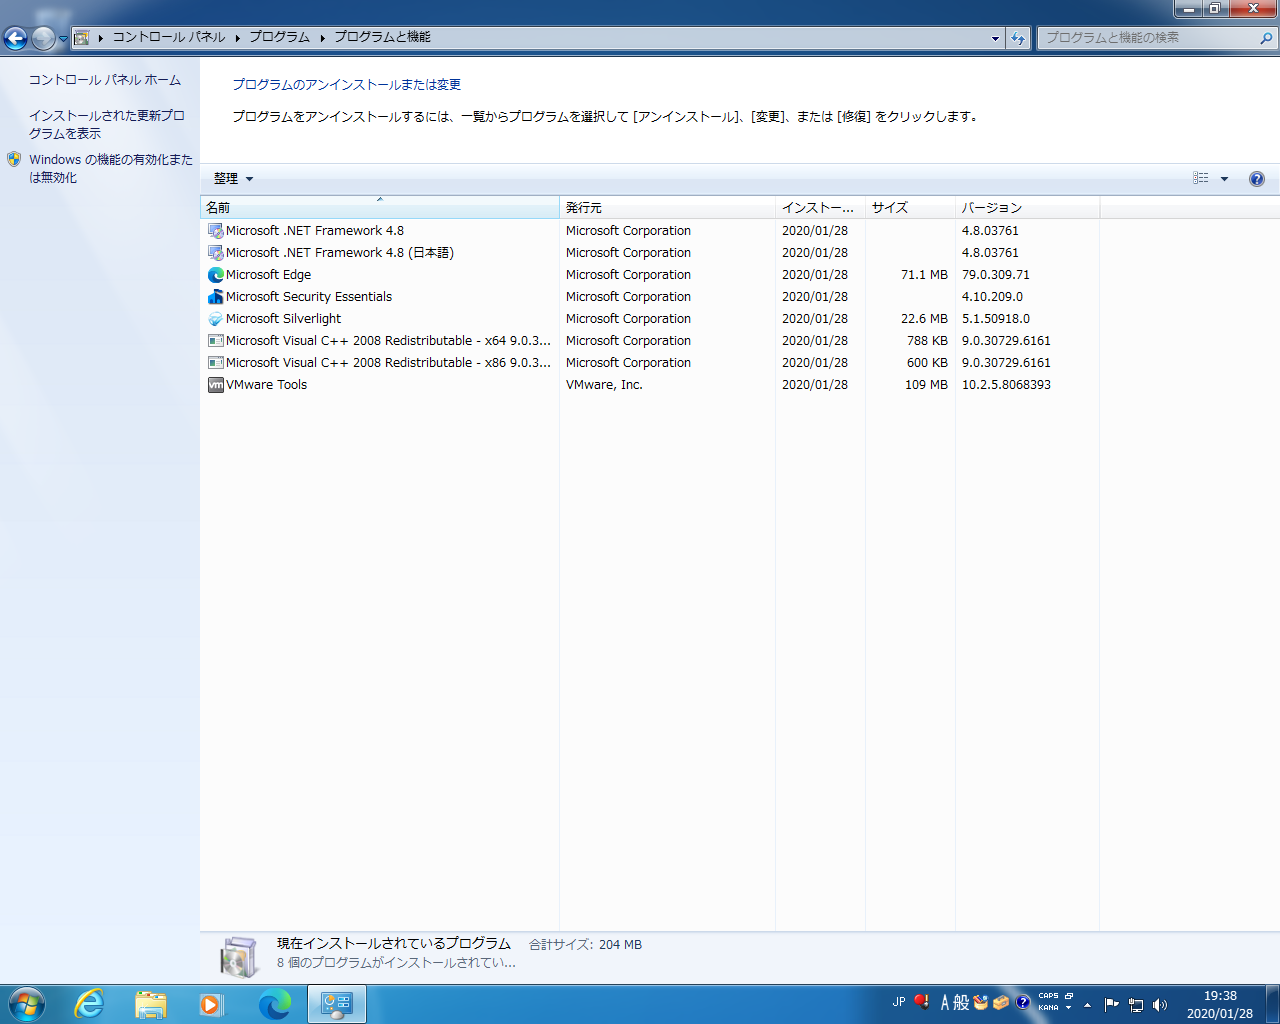 コントロール パネル
プログラム
プログラムと機能
プログラムと機能の検索
コントロール パネル ホーム
インストールされた更新プロ
グラムを表示
Windows の機能の有効化また
は無効化
プログラムのアンインストールまたは変更
プログラムをアンインストールするには、一覧からプログラムを選択して [アンインストール]、[変更]、または [修復] をクリックします。
整理
名前 発行元 インストー... サイズ バージョン
Microsoft .NET Framework 4.8 Microsoft Corporation 2020/01/28 4.8.03761
Microsoft .NET Framework 4.8 (日本語) Microsoft Corporation 2020/01/28 4.8.03761
Microsoft Edge Microsoft Corporation 2020/01/28 71.1 MB 79.0.309.71
Microsoft Security Essentials Microsoft Corporation 2020/01/28 4.10.209.0
Microsoft Silverlight Microsoft Corporation 2020/01/28 22.6 MB 5.1.50918.0
Microsoft Visual C++ 2008 Redistributable - x64 9.0.3... Microsoft Corporation 2020/01/28 788 KB 9.0.30729.6161
Microsoft Visual C++ 2008 Redistributable - x86 9.0.3... Microsoft Corporation 2020/01/28 600 KB 9.0.30729.6161
vm VMware Tools VMware, Inc. 2020/01/28 109 MB 10.2.5.8068393
現在インストールされているプログラム 合計サイズ: 204 MB
8 個のプログラムがインストールされてい...
JP A 般 CAPS KANA
19:38
2020/01/28